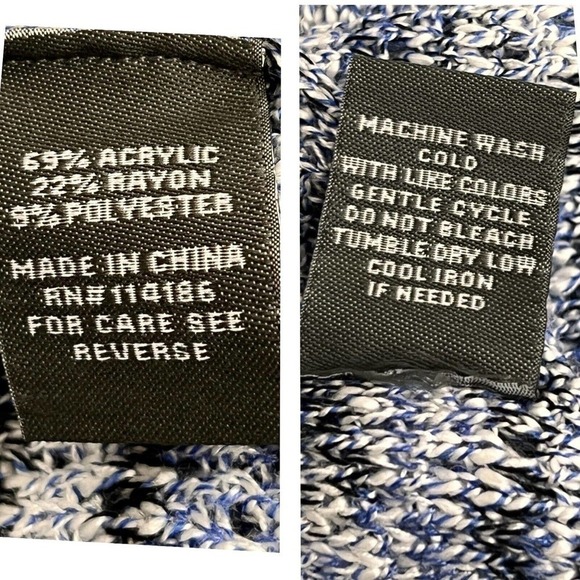 69% ACRYLIC
22% RAYON
9% POLYESTER
MADE IN CHINA
RN# 114186
FOR CARE SEE
REVERSE
MACHINE WASH
COLD
WITH LIKE COLORS
GENTLE CYCLE
DO NOT BLEACH
TUMBLE DRY LOW
COOL IRON
IF NEEDED